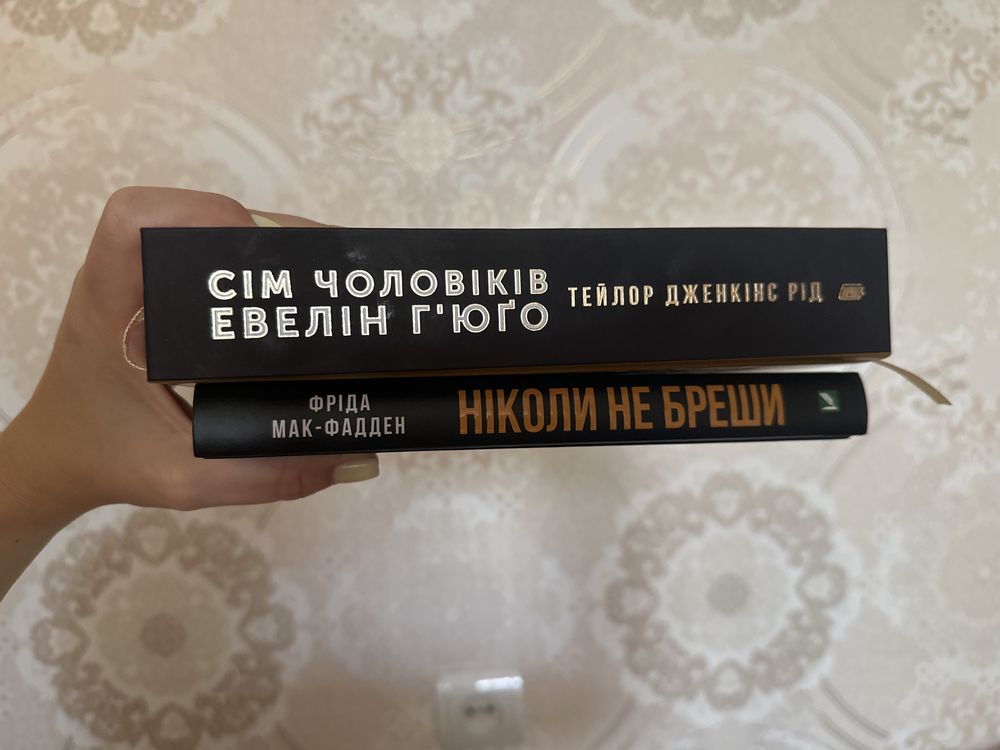 СІМ ЧОЛОВІКІВ
ЕВЕЛІН Г'ЮҐО
ТЕЙЛОР ДЖЕНКІНС РІД
ФРІДА
МАК-ФАДДЕН
НІКОЛИ НЕ БРЕШИ